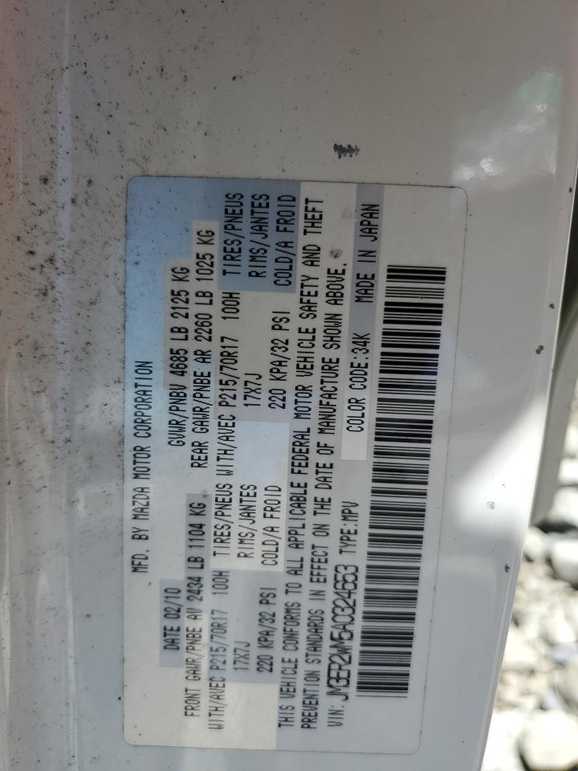 MFD. BY MAZDA MOTOR CORPORATION
DATE 02/10 GVWR/PNBV 4685 LB 2125 KG
FRONT GAWR/PNBE AV 2434 LB 1104 KG, REAR GAWR/PNBE AR 2260 LB 1025 KG
WITH/AVEC P215/70R17 100H TIRES/PNEUS WITH/AVEC P215/70R17 100H TIRES/PNEUS
17X7J RIMS/JANTES 17X7J RIMS/JANTES
220 KPA/32 PSI COLD/A FROID 220 KPA/32 PSI COLD/A FROID
THIS VEHICLE CONFORMS TO ALL APPLICABLE FEDERAL MOTOR VEHICLE SAFETY AND THEFT
PREVENTION STANDARDS IN EFFECT ON THE DATE OF MANUFACTURE SHOWN ABOVE.
VIN: JM3ER2WM5A0324653 TYPE:MPV COLOR CODE:34K MADE IN JAPAN